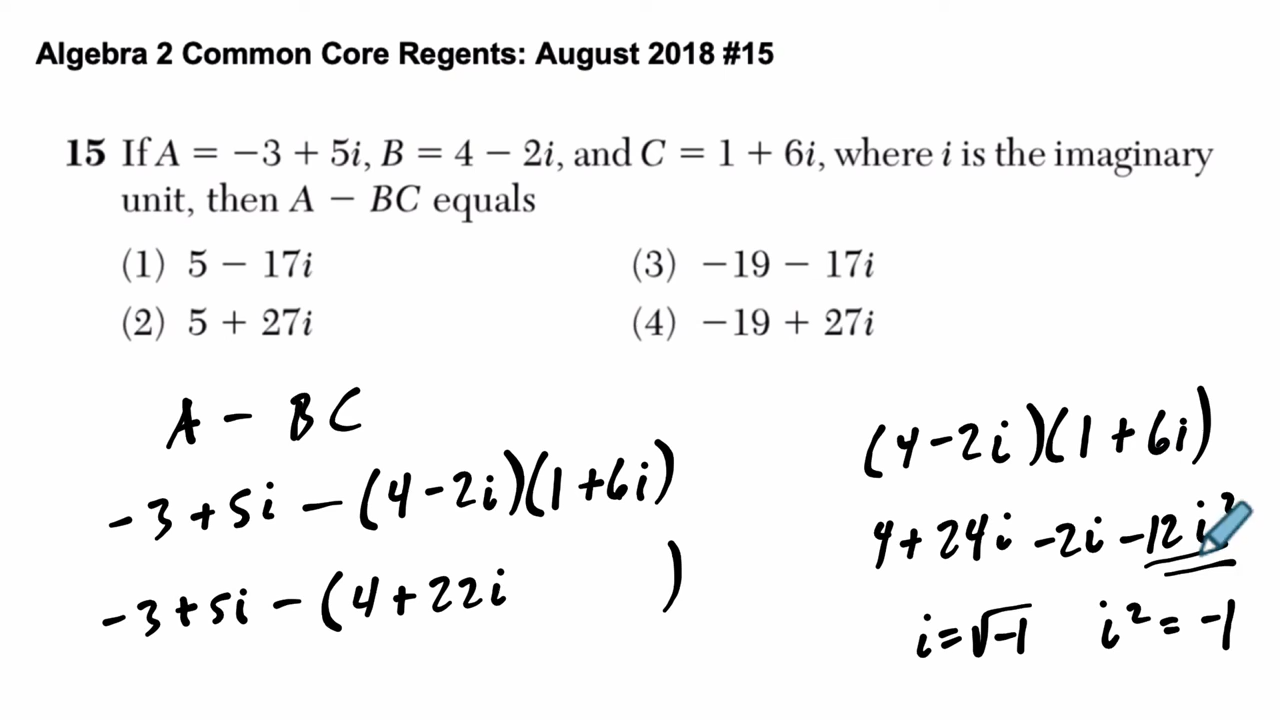 Algebra 2 Common Core Regents: August 2018 #15
15 If A = −3 + 5i, B = 4 − 2i, and C = 1 + 6i, where i is the imaginary
unit, then A − BC equals
(1) 5 − 17i
(2) 5 + 27i
(3) −19 − 17i
(4) −19 + 27i
A − BC
−3 + 5i − (4 − 2i)(1 + 6i)
−3 + 5i − (4 + 22i )
(4 − 2i)(1 + 6i)
4 + 24i − 2i − 12i²
i = √−1 i² = −1